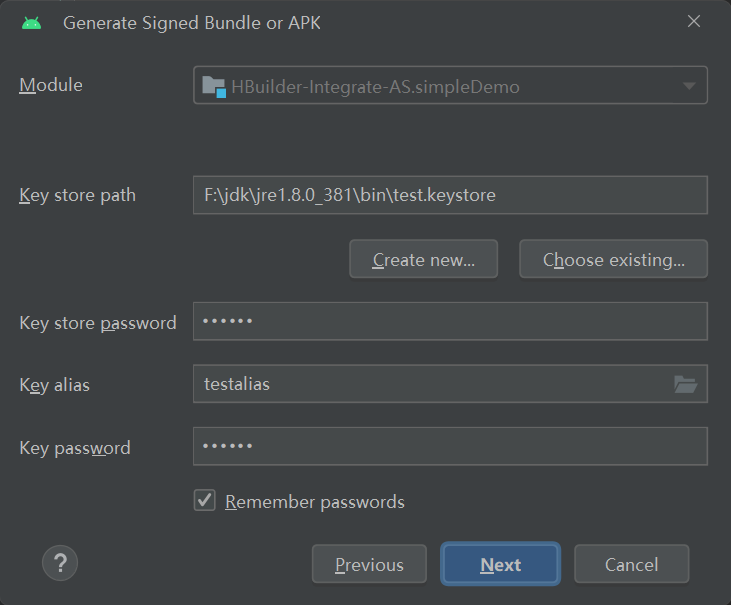 Generate Signed Bundle or APK
Module
HBuilder-Integrate-AS.simpleDemo
Key store path
F:\jdk\jre1.8.0_381\bin\test.keystore
Create new...
Choose existing...
Key store password
••••••
Key alias
testalias
Key password
••••••
Remember passwords
?
Previous
Next
Cancel